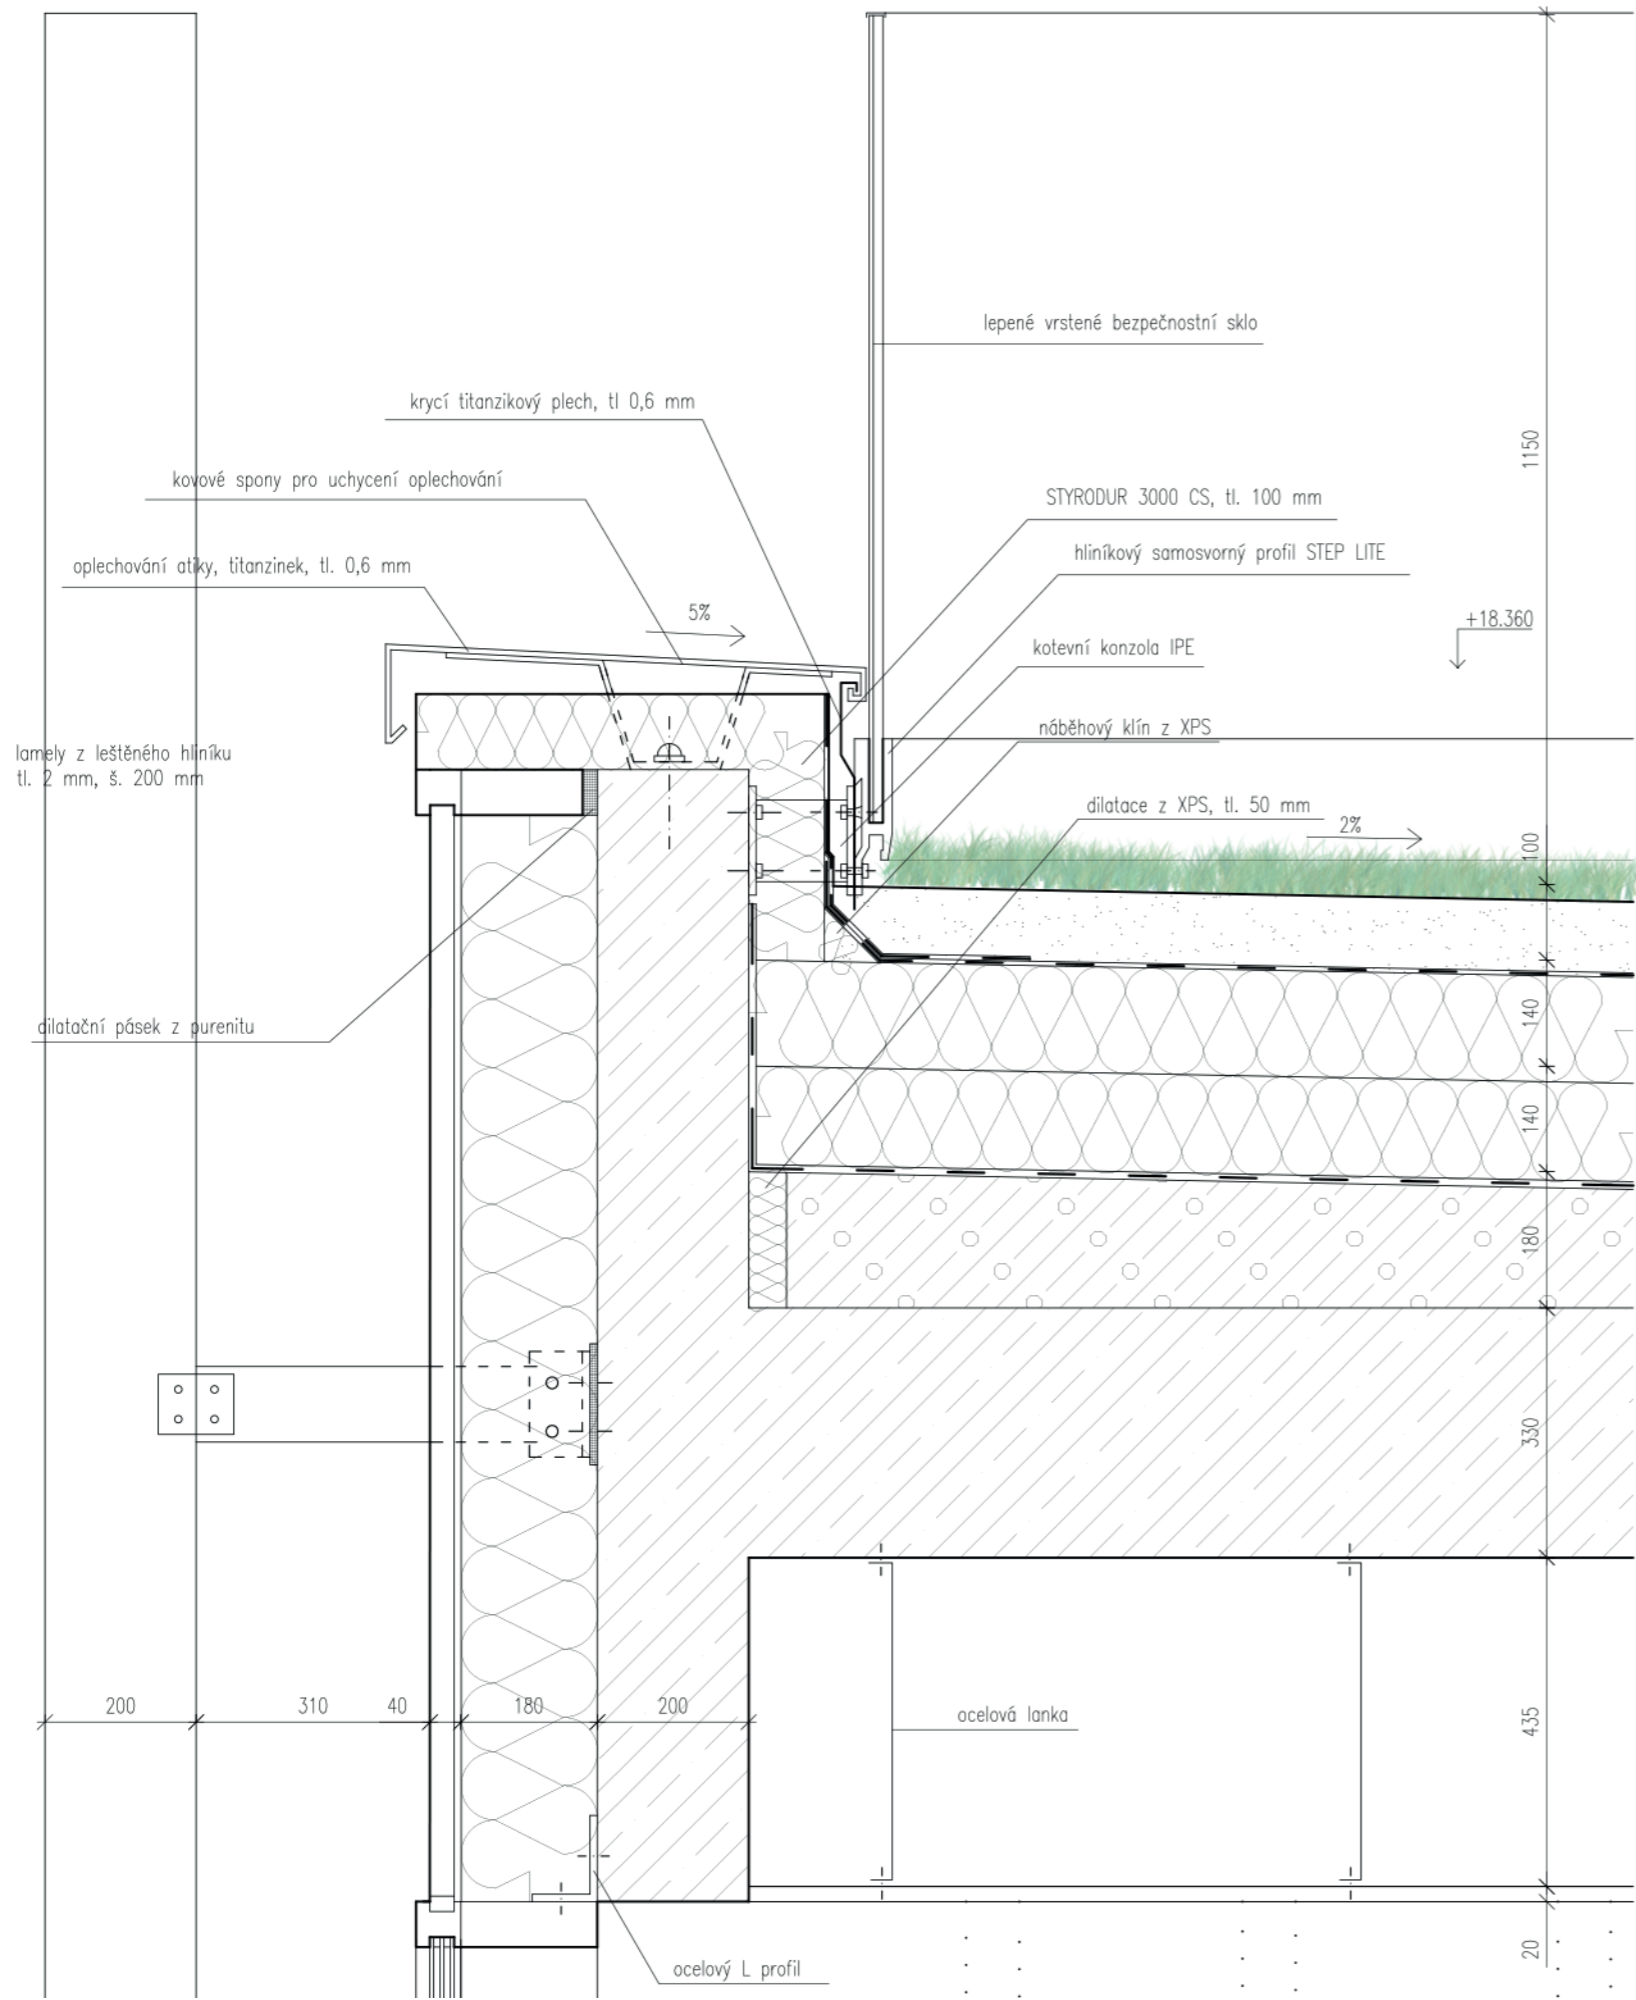 lepené vrstené bezpečnostní sklo
krycí titanzikový plech, tl 0,6 mm
1150
kovové spony pro uchycení oplechování
STYRODUR 3000 CS, tl. 100 mm
hliníkový samosvorný profil STEP LITE
oplechování atiky, titanzinek, tl. 0,6 mm
5%
+18.360
kotevní konzola IPE
náběhový klín z XPS
lamely z leštěného hliníku
tl. 2 mm, š. 200 mm
dilatace z XPS, tl. 50 mm
2%
100
140
dilatační pásek z purenitu
140
180
330
200
310
40
180
200
ocelová lanka
435
20
ocelový L profil